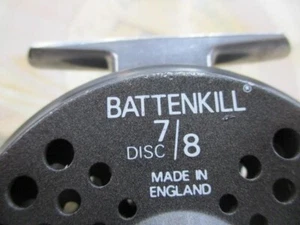 BATTENKILL®
7/8
DISC
MADE IN
ENGLAND